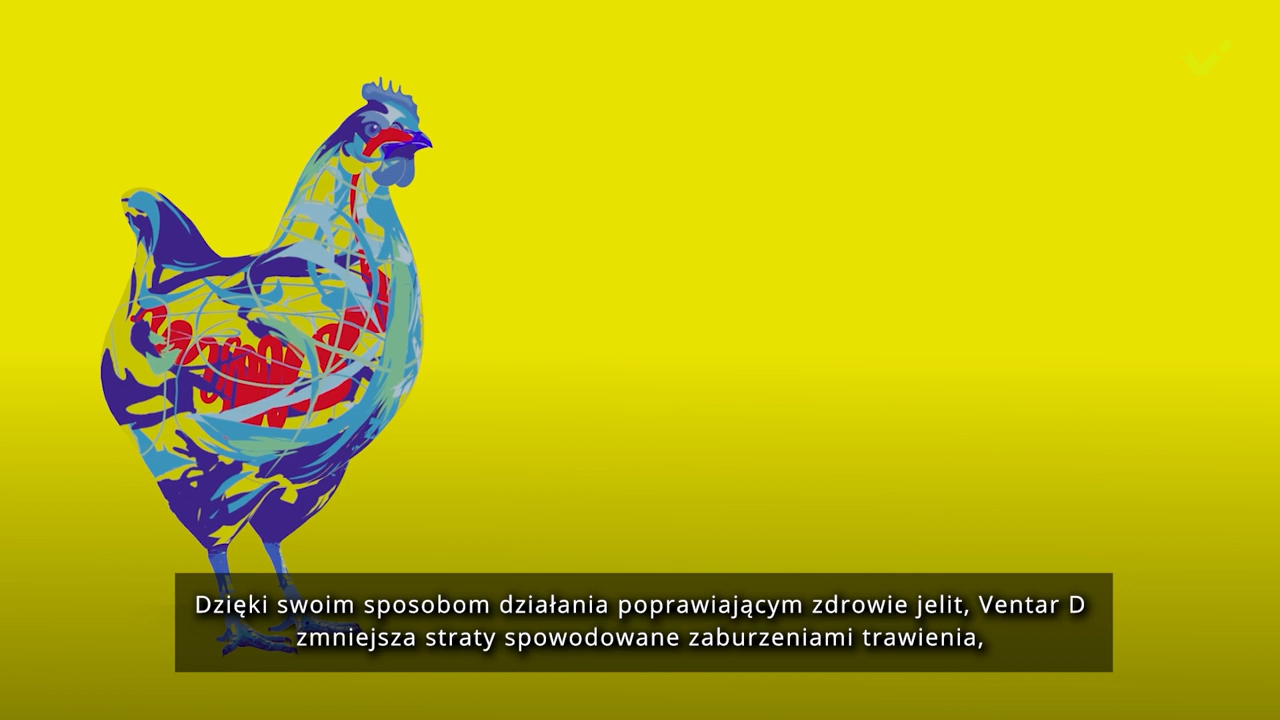 Dzięki swoim sposobom działania poprawiającym zdrowie jelit, Ventar D
zmniejsza straty spowodowane zaburzeniami trawienia,